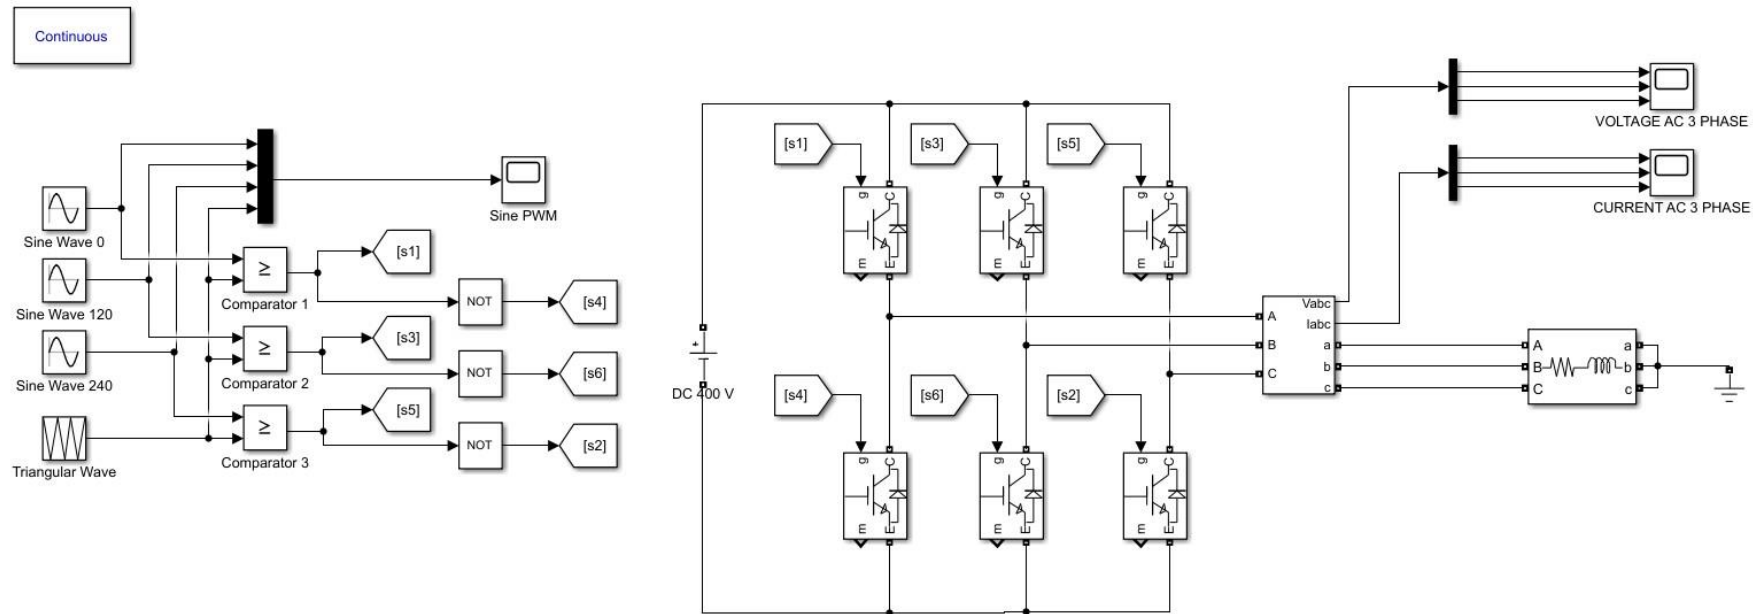 Continuous
Sine Wave 0
Sine Wave 120
Sine Wave 240
Triangular Wave
Sine PWM
≥
Comparator 1
≥
Comparator 2
≥
Comparator 3
[s1]
NOT
[s4]
[s3]
NOT
[s6]
[s5]
NOT
[s2]
+
DC 400 V
[s1]
[s3]
[s5]
g C
m E
g C
m E
g C
m E
[s4]
[s6]
[s2]
g C
m E
g C
m E
g C
m E
Vabc
Iabc
A
B
C
a
b
c
A a
B b
C c
VOLTAGE AC 3 PHASE
CURRENT AC 3 PHASE